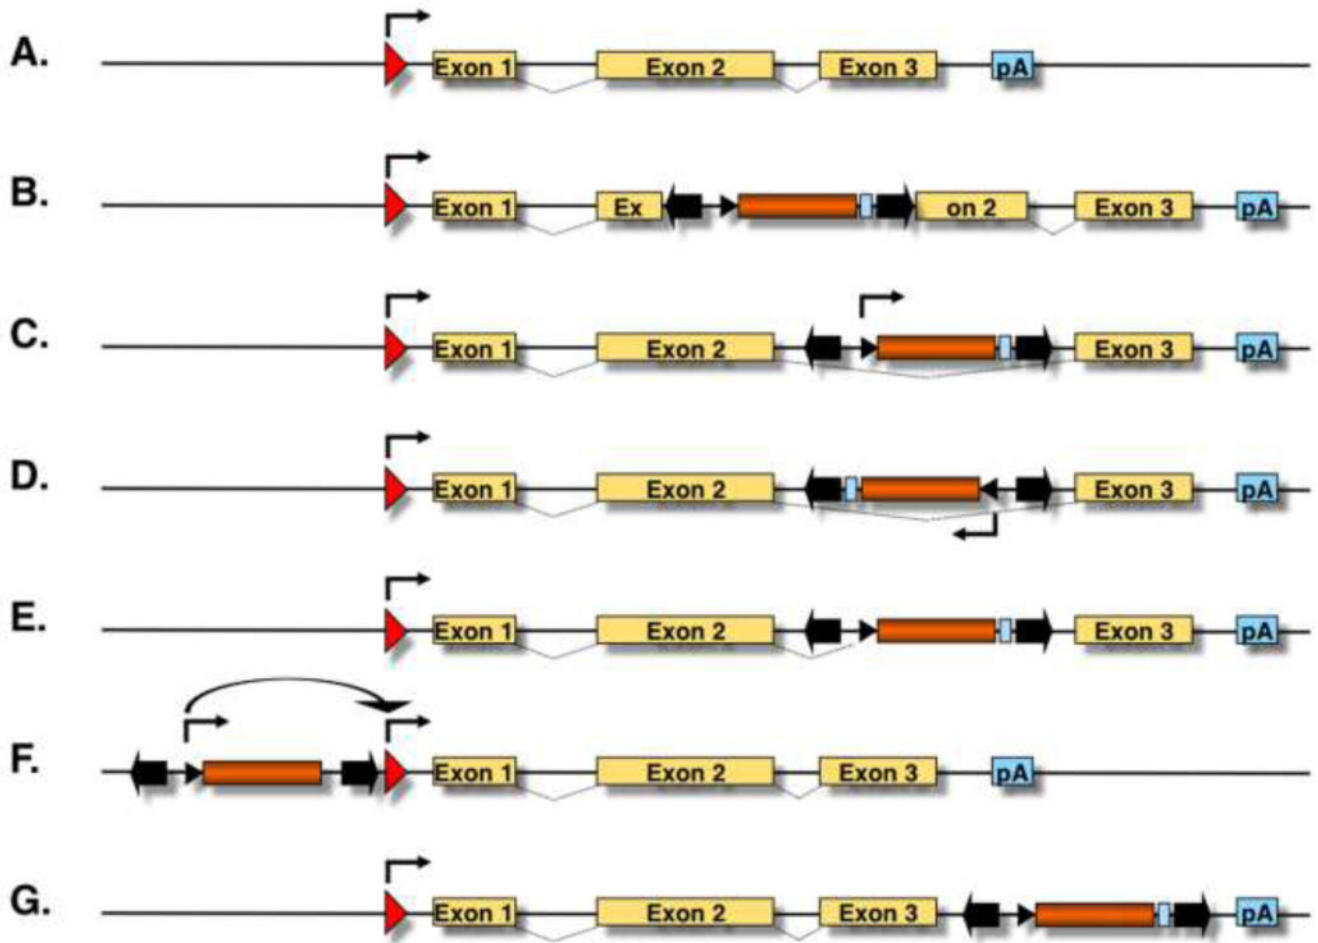 A. Exon 1 Exon 2 Exon 3 pA
B. Exon 1 Ex on 2 Exon 3 pA
C. Exon 1 Exon 2 Exon 3 pA
D. Exon 1 Exon 2 Exon 3 pA
E. Exon 1 Exon 2 Exon 3 pA
F. Exon 1 Exon 2 Exon 3 pA
G. Exon 1 Exon 2 Exon 3 pA